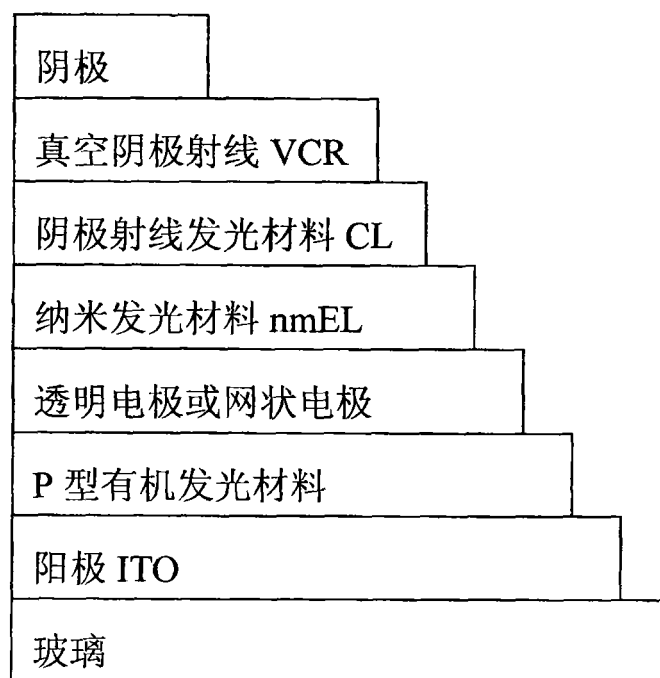 阴极
真空阴极射线 VCR
阴极射线发光材料 CL
纳米发光材料 nmEL
透明电极或网状电极
P 型有机发光材料
阳极 ITO
玻璃